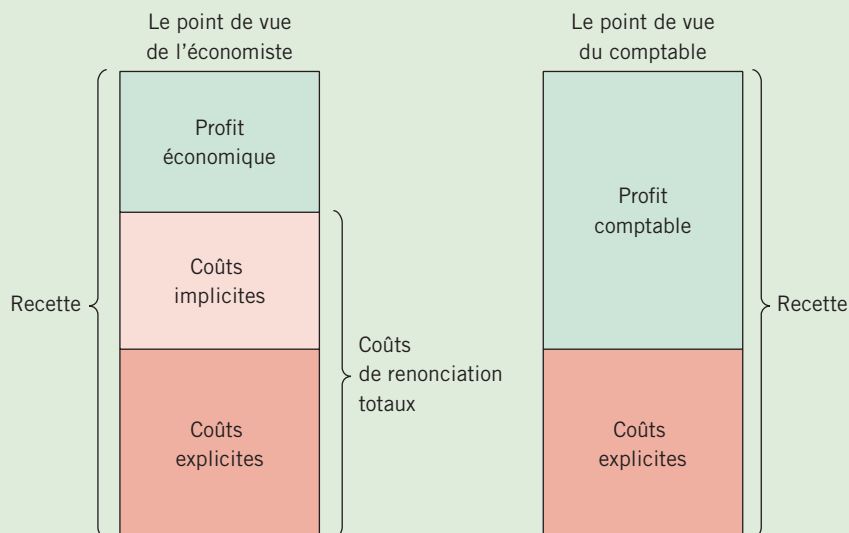 Le point de vue
de l’économiste
Profit
économique
Coûts
implicites
Coûts
explicites
Recette
Coûts
de renonciation
totaux
Le point de vue
du comptable
Profit
comptable
Coûts
explicites
Recette